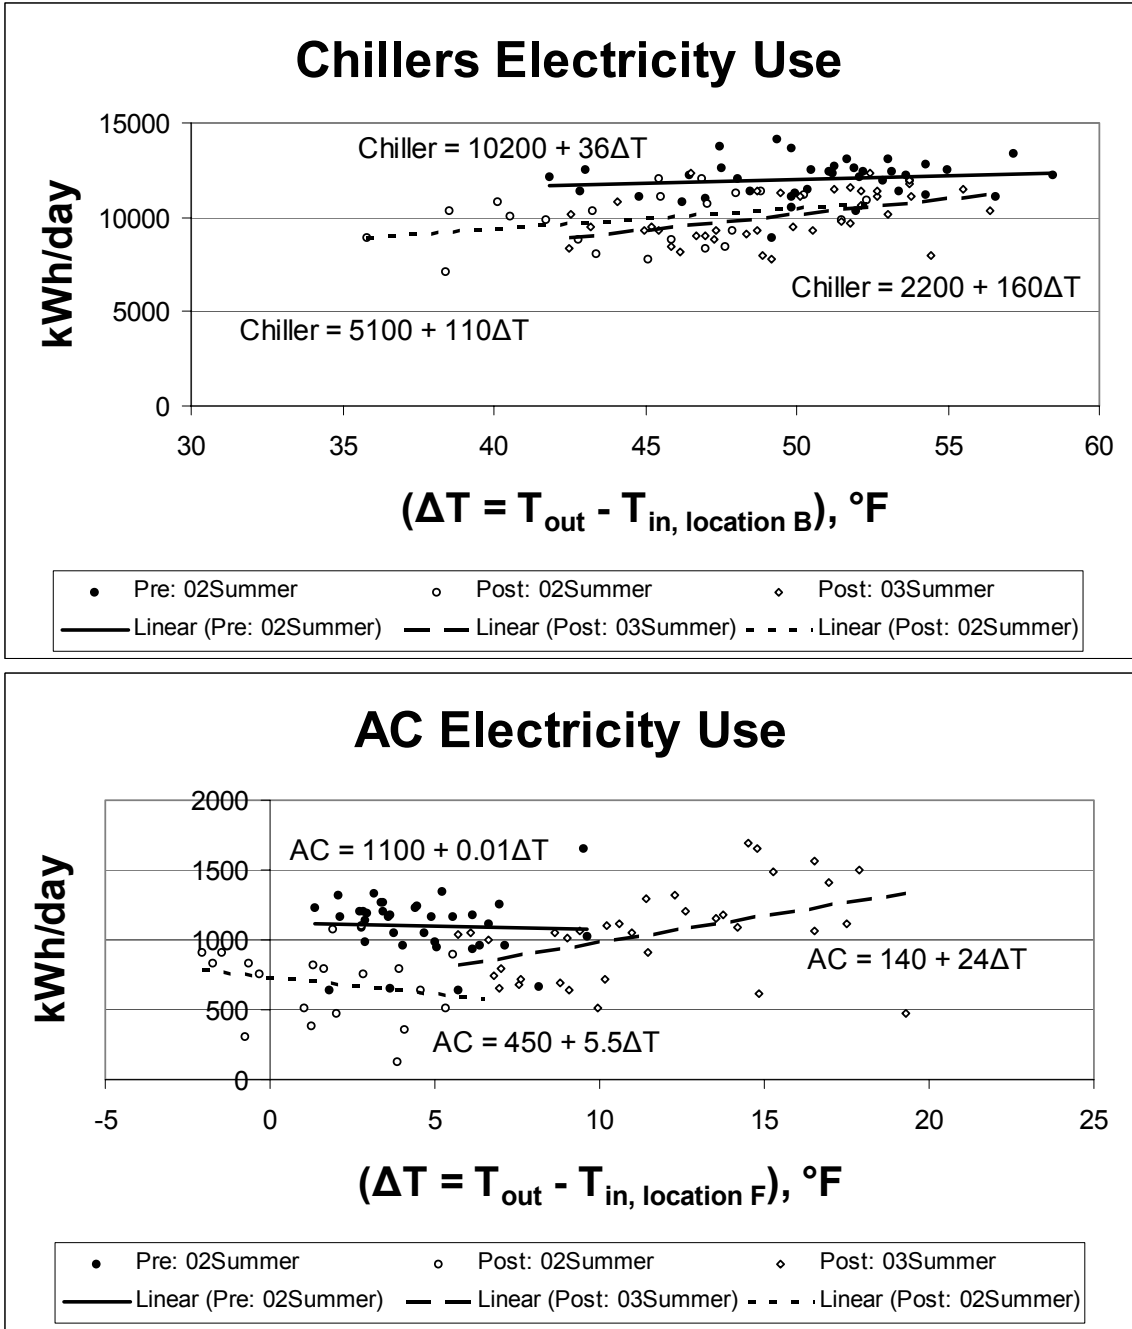 Chillers Electricity Use
kWh/day
15000
10000
5000
0
Chiller = 10200 + 36ΔT
Chiller = 2200 + 160ΔT
Chiller = 5100 + 110ΔT
30 35 40 45 50 55 60
(ΔT = Tout - Tin, location B), °F
Pre: 02Summer Post: 02Summer Post: 03Summer
Linear (Pre: 02Summer) Linear (Post: 03Summer) Linear (Post: 02Summer)
AC Electricity Use
kWh/day
2000
1500
1000
500
0
AC = 1100 + 0.01ΔT
AC = 140 + 24ΔT
AC = 450 + 5.5ΔT
-5 0 5 10 15 20 25
(ΔT = Tout - Tin, location F), °F
Pre: 02Summer Post: 02Summer Post: 03Summer
Linear (Pre: 02Summer) Linear (Post: 03Summer) Linear (Post: 02Summer)